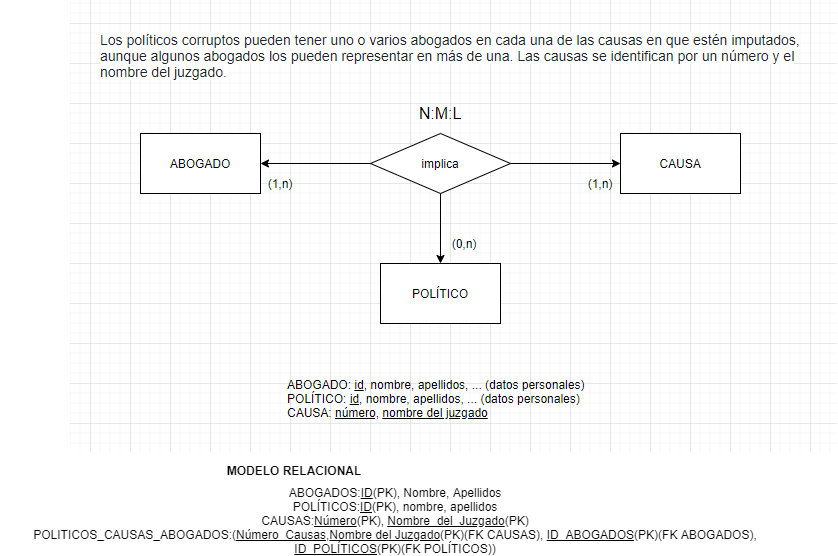 Los políticos corruptos pueden tener uno o varios abogados en cada una de las causas en que estén imputados,
aunque algunos abogados los pueden representar en más de una. Las causas se identifican por un número y el
nombre del juzgado.
N:M:L
ABOGADO
implica
CAUSA
(1,n)
(1,n)
(0,n)
POLÍTICO
ABOGADO: id, nombre, apellidos, ... (datos personales)
POLÍTICO: id, nombre, apellidos, ... (datos personales)
CAUSA: número, nombre del juzgado
MODELO RELACIONAL
ABOGADOS:ID(PK), Nombre, Apellidos
POLÍTICOS:ID(PK), nombre, apellidos
CAUSAS:Número(PK), Nombre_del_Juzgado(PK)
POLITICOS_CAUSAS_ABOGADOS:(Número_Causas,Nombre del Juzgado(PK)(FK CAUSAS), ID_ABOGADOS(PK)(FK ABOGADOS),
ID_POLÍTICOS(PK)(FK POLÍTICOS))